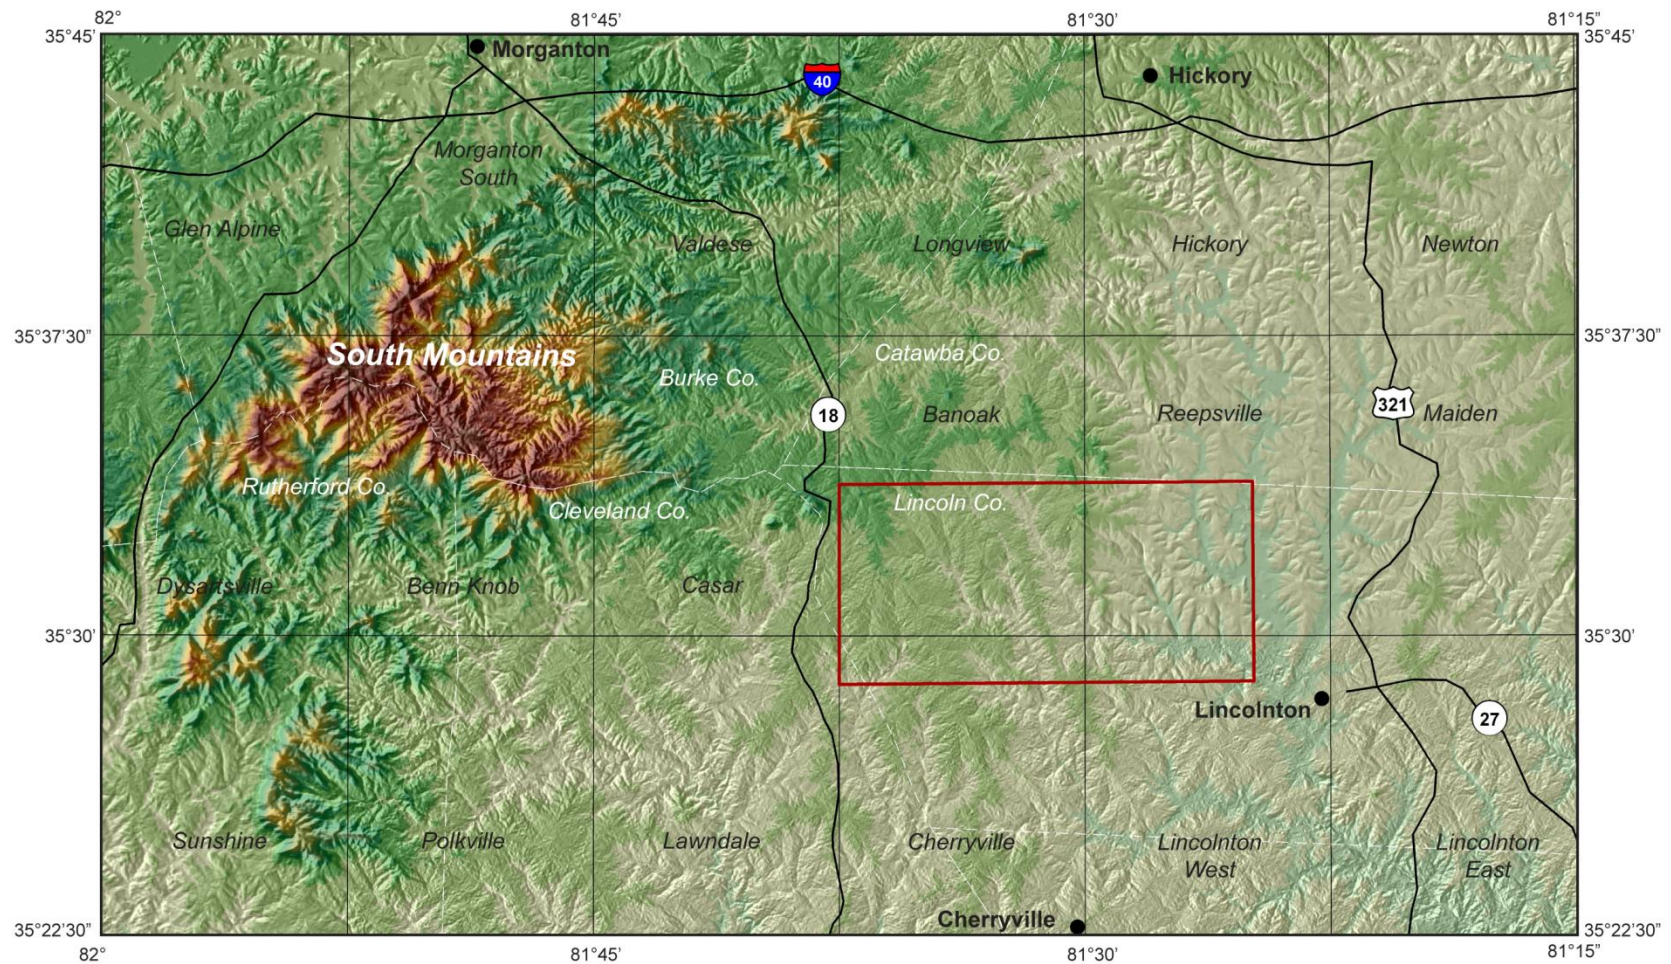 82°
81°45'
81°30'
81°15”
35°45'
35°45'
Morganton
40
Hickory
Morganton
South
Glen Alpine
Valdese
Longview
Hickory
Newton
35°37'30”
35°37'30”
South Mountains
Catawba Co.
Burke Co.
18
Banoak
Reepsville
321
Maiden
Rutherford Co.
Cleveland Co.
Lincoln Co.
Dysartsville
Benn Knob
Casar
35°30'
35°30'
Lincolnton
27
Sunshine
Polkville
Lawndale
Cherryville
Lincolnton
West
Lincolnton
East
Cherryville
35°22'30”
35°22'30”
82°
81°45'
81°30'
81°15”